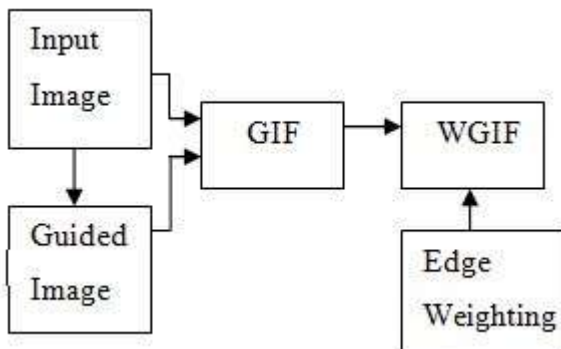 Input
Image
GIF
WGIF
Guided
Image
Edge
Weighting